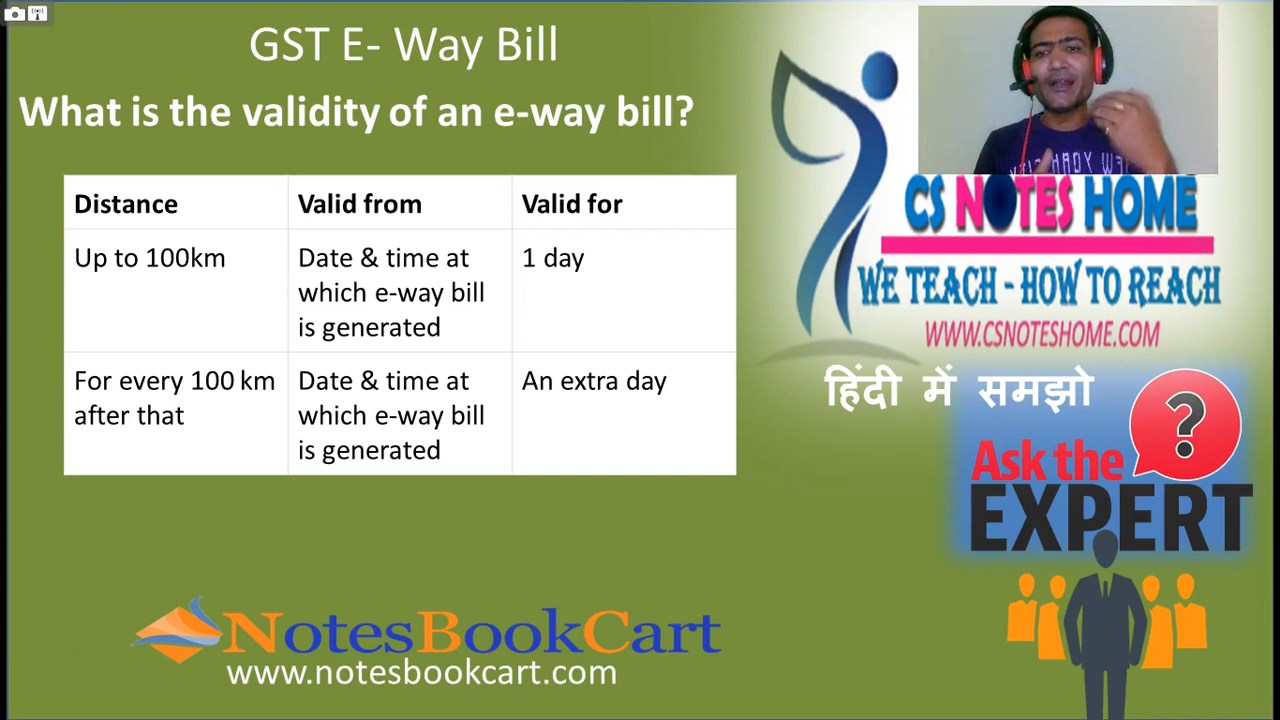 GST E- Way Bill
What is the validity of an e-way bill?
Distance
Valid from
Valid for
Up to 100km
Date & time at
which e-way bill
is generated
1 day
For every 100 km
after that
Date & time at
which e-way bill
is generated
An extra day
CS NOTES HOME
WE TEACH - HOW TO REACH
WWW.CSNOTESHOME.COM
हिंदी में समझो
?
Ask the
EXPERT
NotesBookCart
www.notesbookcart.com